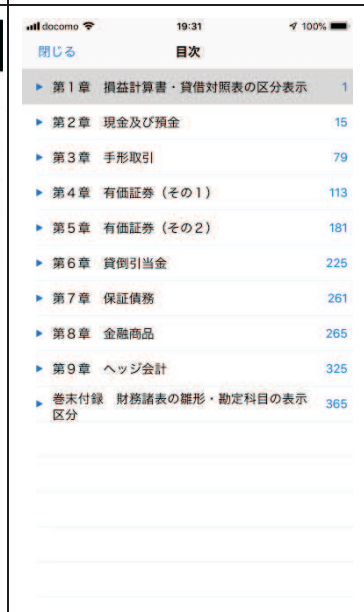 docomo 19:31 100%
閉じる 目次
第1章 損益計算書・貸借対照表の区分表示 1
第2章 現金及び預金 15
第3章 手形取引 79
第4章 有価証券（その1） 113
第5章 有価証券（その2） 181
第6章 貸倒引当金 225
第7章 保証債務 261
第8章 金融商品 265
第9章 ヘッジ会計 325
巻末付録 財務諸表の雛形・勘定科目の表示 365
区分